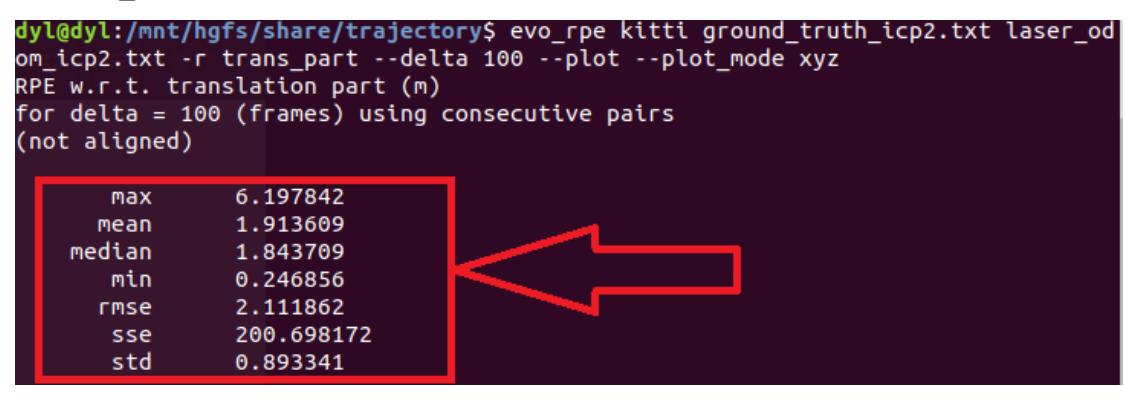 dyl@dyl:/mnt/hgfs/share/trajectory$ evo_rpe kitti ground_truth_icp2.txt laser_od
om_icp2.txt -r trans_part --delta 100 --plot --plot_mode xyz
RPE w.r.t. translation part (m)
for delta = 100 (frames) using consecutive pairs
(not aligned)
max 6.197842
mean 1.913609
median 1.843709
min 0.246856
rmse 2.111862
sse 200.698172
std 0.893341